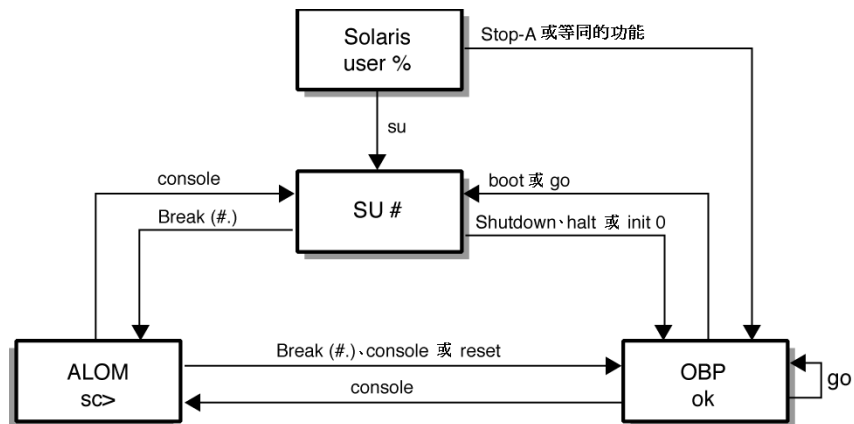 Solaris
user %
Stop-A 或等同的功能
su
console
SU #
boot 或 go
Break (#.)
Shutdown、halt 或 init 0
ALOM
sc>
Break (#.)、console 或 reset
console
OBP
ok
go